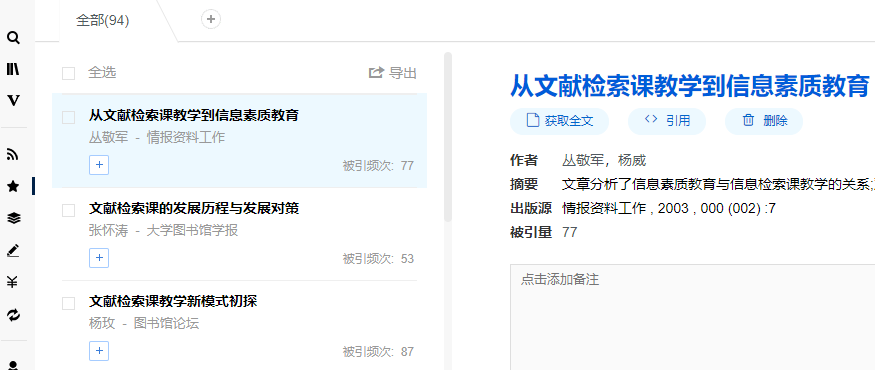 全部(94)
全选 导出
从文献检索课教学到信息素质教育
丛敬军 - 情报资料工作
被引频次: 77
文献检索课的发展历程与发展对策
张怀涛 - 大学图书馆学报
被引频次: 53
文献检索课教学新模式初探
杨玫 - 图书馆论坛
被引频次: 87
从文献检索课教学到信息素质教育
获取全文 引用 删除
作者 丛敬军，杨威
摘要 文章分析了信息素质教育与信息检索课教学的关系;
出版源 情报资料工作 , 2003 , 000 (002) :7
被引量 77
点击添加备注